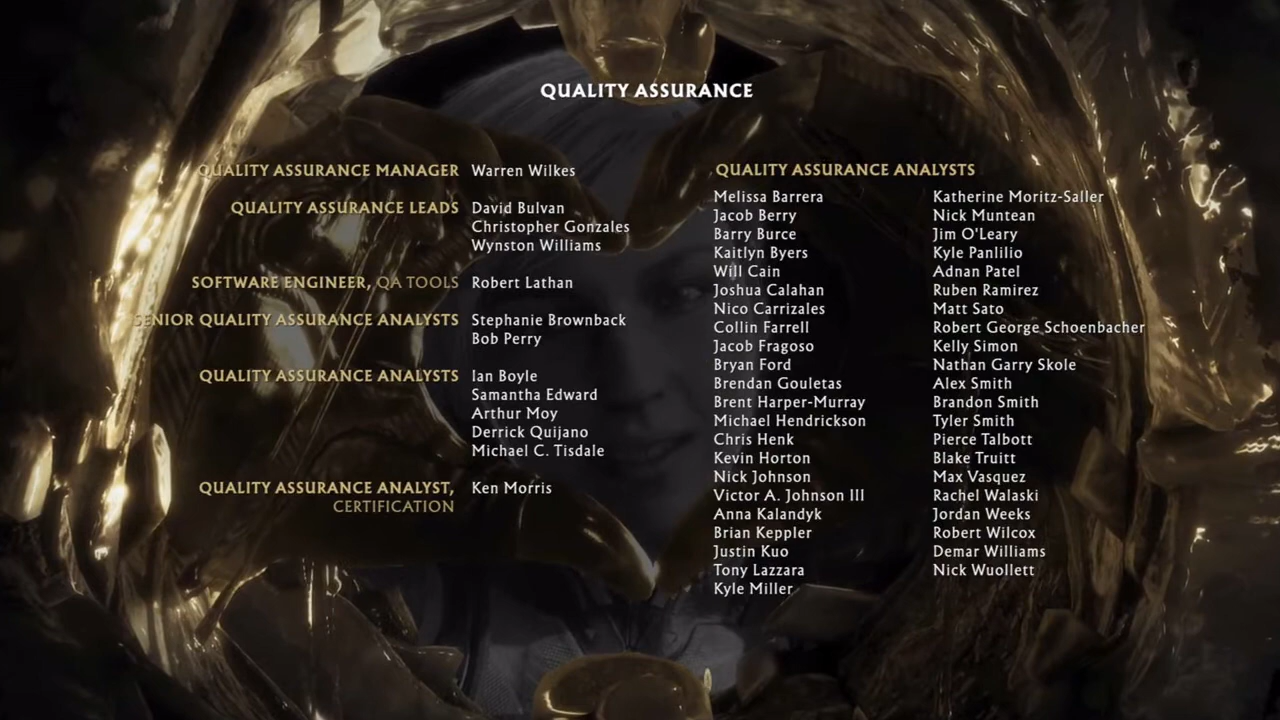 QUALITY ASSURANCE
QUALITY ASSURANCE MANAGER Warren Wilkes
QUALITY ASSURANCE LEADS David Bulvan
Christopher Gonzales
Wynston Williams
SOFTWARE ENGINEER, QA TOOLS Robert Lathan
SENIOR QUALITY ASSURANCE ANALYSTS Stephanie Brownback
Bob Perry
QUALITY ASSURANCE ANALYSTS Ian Boyle
Samantha Edward
Arthur Moy
Derrick Quijano
Michael C. Tisdale
QUALITY ASSURANCE ANALYST, Ken Morris
CERTIFICATION
QUALITY ASSURANCE ANALYSTS
Melissa Barrera
Jacob Berry
Barry Burce
Kaitlyn Byers
Will Cain
Joshua Calahan
Nico Carrizales
Collin Farrell
Jacob Fragoso
Bryan Ford
Brendan Gouletas
Brent Harper-Murray
Michael Hendrickson
Chris Henk
Kevin Horton
Nick Johnson
Victor A. Johnson III
Anna Kalandyk
Brian Keppler
Justin Kuo
Tony Lazzara
Kyle Miller
Katherine Moritz-Saller
Nick Muntean
Jim O'Leary
Kyle Panlilio
Adnan Patel
Ruben Ramirez
Matt Sato
Robert George Schoenbacher
Kelly Simon
Nathan Garry Skole
Alex Smith
Brandon Smith
Tyler Smith
Pierce Talbott
Blake Truitt
Max Vasquez
Rachel Walaski
Jordan Weeks
Robert Wilcox
Demar Williams
Nick Wuollett